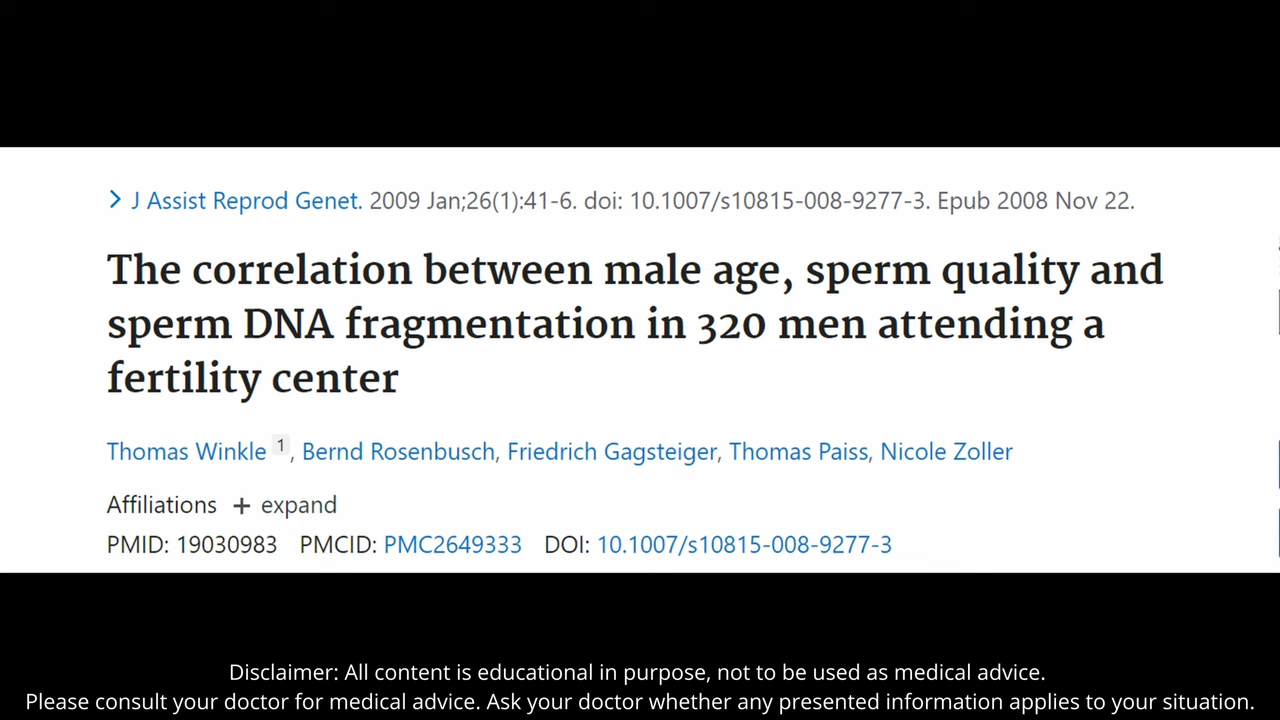 J Assist Reprod Genet. 2009 Jan;26(1):41-6. doi: 10.1007/s10815-008-9277-3. Epub 2008 Nov 22.
The correlation between male age, sperm quality and
sperm DNA fragmentation in 320 men attending a
fertility center
Thomas Winkle 1, Bernd Rosenbusch, Friedrich Gagsteiger, Thomas Paiss, Nicole Zoller
Affiliations + expand
PMID: 19030983 PMCID: PMC2649333 DOI: 10.1007/s10815-008-9277-3
Disclaimer: All content is educational in purpose, not to be used as medical advice.
Please consult your doctor for medical advice. Ask your doctor whether any presented information applies to your situation.